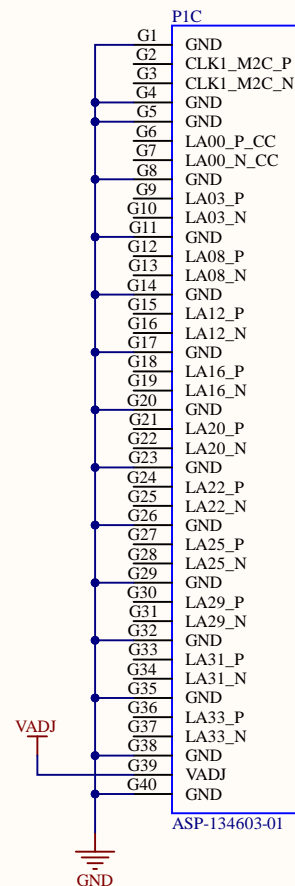 P1C
G1 GND
G2 CLK1_M2C_P
G3 CLK1_M2C_N
G4 GND
G5 GND
G6 LA00_P_CC
G7 LA00_N_CC
G8 GND
G9 LA03_P
G10 LA03_N
G11 GND
G12 LA08_P
G13 LA08_N
G14 GND
G15 LA12_P
G16 LA12_N
G17 GND
G18 LA16_P
G19 LA16_N
G20 GND
G21 LA20_P
G22 LA20_N
G23 GND
G24 LA22_P
G25 LA22_N
G26 GND
G27 LA25_P
G28 LA25_N
G29 GND
G30 LA29_P
G31 LA29_N
G32 GND
G33 LA31_P
G34 LA31_N
G35 GND
G36 LA33_P
G37 LA33_N
VADJ
G38 GND
G39 VADJ
G40 GND
ASP-134603-01
GND